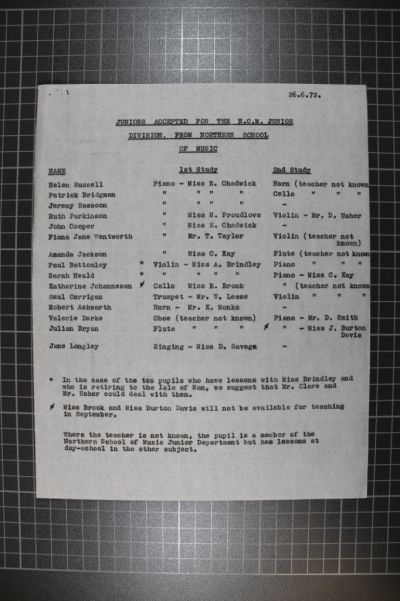 26.6.72.
JUNIORS ACCEPTED FOR THE N.C.M. JUNIOR
DIVISION, FROM NORTHERN SCHOOL
OF MUSIC
NAME 1st Study 2nd Study
Helen Russell Piano - Miss E. Chadwick Horn (teacher not known
Patrick Bridgman " " " " Cello " " "
Jeremy Sassoon " " " " -
Ruth Parkinson " Miss M. Proudlove Violin - Mr. D. Usher
John Cooper " Miss E. Chadwick -
Fiona Jane Wentworth " Mr. T. Taylor Violin (teacher not
known)
Amanda Jackson " Miss C. Kay Flute (teacher not known
Paul Bottomley * Violin - Miss A. Brindley Piano " " "
Sarah Heald * " " " " Piano - Miss C. Kay
Katharine Johannesen ≠ Cello Miss E. Brook " (teacher not known
Saul Carrigan Trumpet - Mr. W. Leese Violin " " "
Robert Ashworth Horn - Mr. K. Monks -
Valerie Darke Oboe (teacher not known) Piano - Mr. D. Smith
Julian Bryan Flute " " " ≠ " - Miss J. Burton
Davis
Jane Longley Singing - Miss D. Savage -
* In the case of the two pupils who have lessons with Miss Brindley and
who is retiring to the Isle of Man, we suggest that Mr. Clare and
Mr. Usher could deal with them.
≠ Miss Brook and Miss Burton Davis will not be available for teaching
in September.
Where the teacher is not known, the pupil is a member of the
Northern School of Music Junior Department but has lessons at
day-school in the other subject.